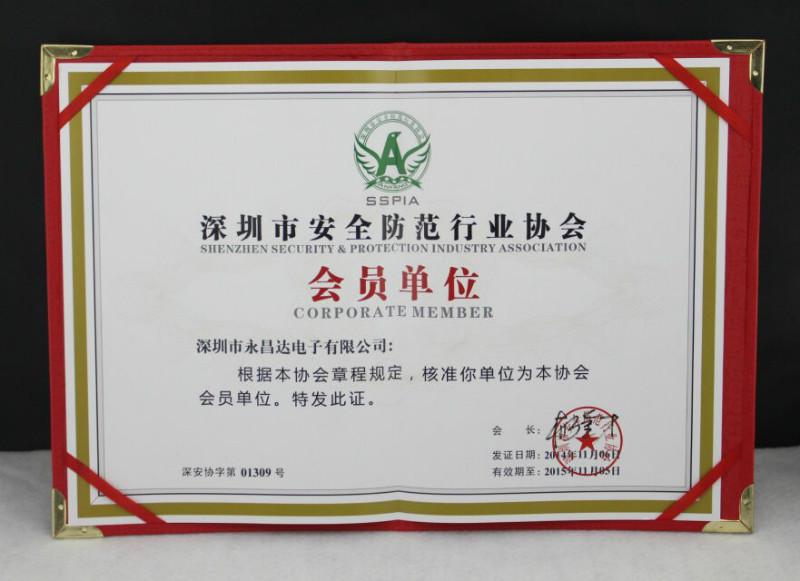 SSPIA
深圳市安全防范行业协会
SHENZHEN SECURITY & PROTECTION INDUSTRY ASSOCIATION
会员单位
CORPORATE MEMBER
深圳市永昌达电子有限公司:
根据本协会章程规定,核准你单位为本协会
会员单位。特发此证。
会 长:
发证日期: 2014年11月06日
深安协字第 01309 号
有效期至: 2015年11月05日